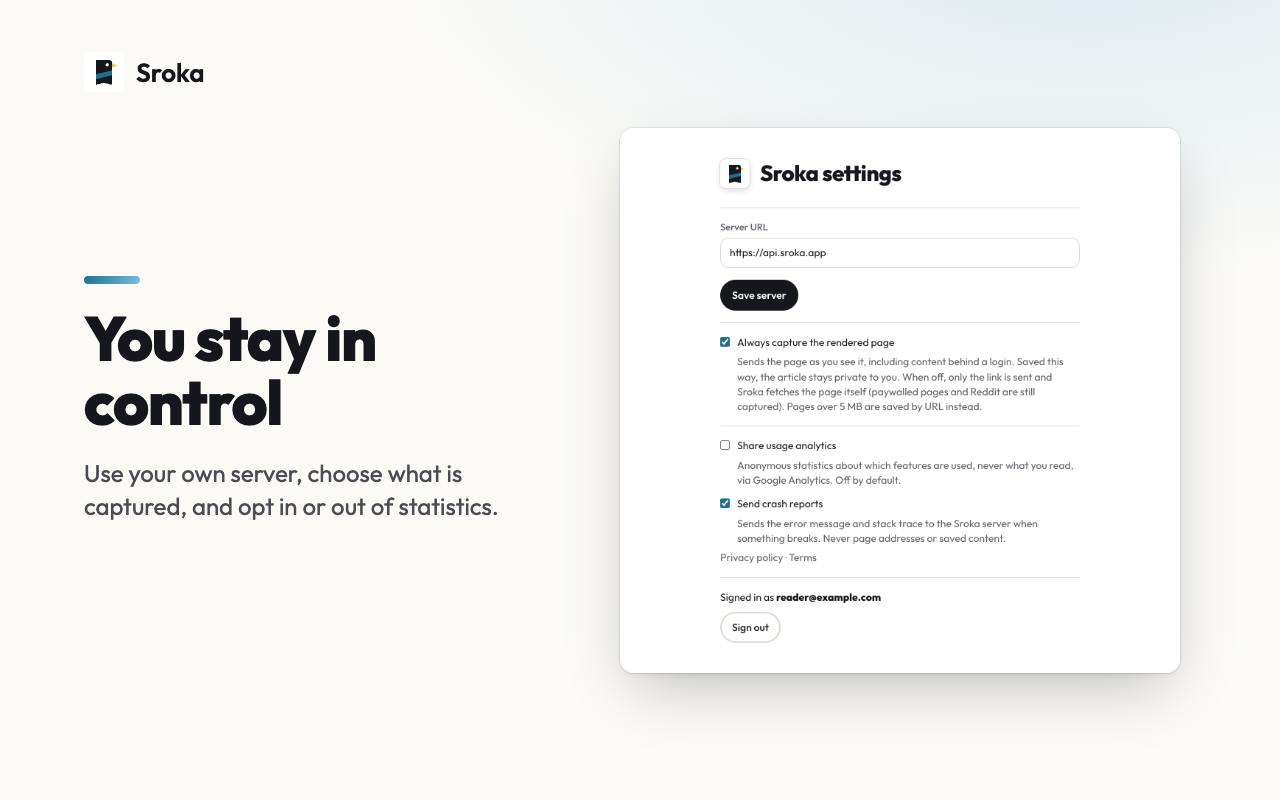 Sroka
You stay in
control
Use your own server, choose what is
captured, and opt in or out of statistics.
Sroka settings
Server URL
https://api.sroka.app
Save server
Always capture the rendered page
Sends the page as you see it, including content behind a login. Saved this
way, the article stays private to you. When off, only the link is sent and
Sroka fetches the page itself (paywalled pages and Reddit are still
captured). Pages over 5 MB are saved by URL instead.
Share usage analytics
Anonymous statistics about which features are used, never what you read,
via Google Analytics. Off by default.
Send crash reports
Sends the error message and stack trace to the Sroka server when
something breaks. Never page addresses or saved content.
Privacy policy · Terms
Signed in as reader@example.com
Sign out